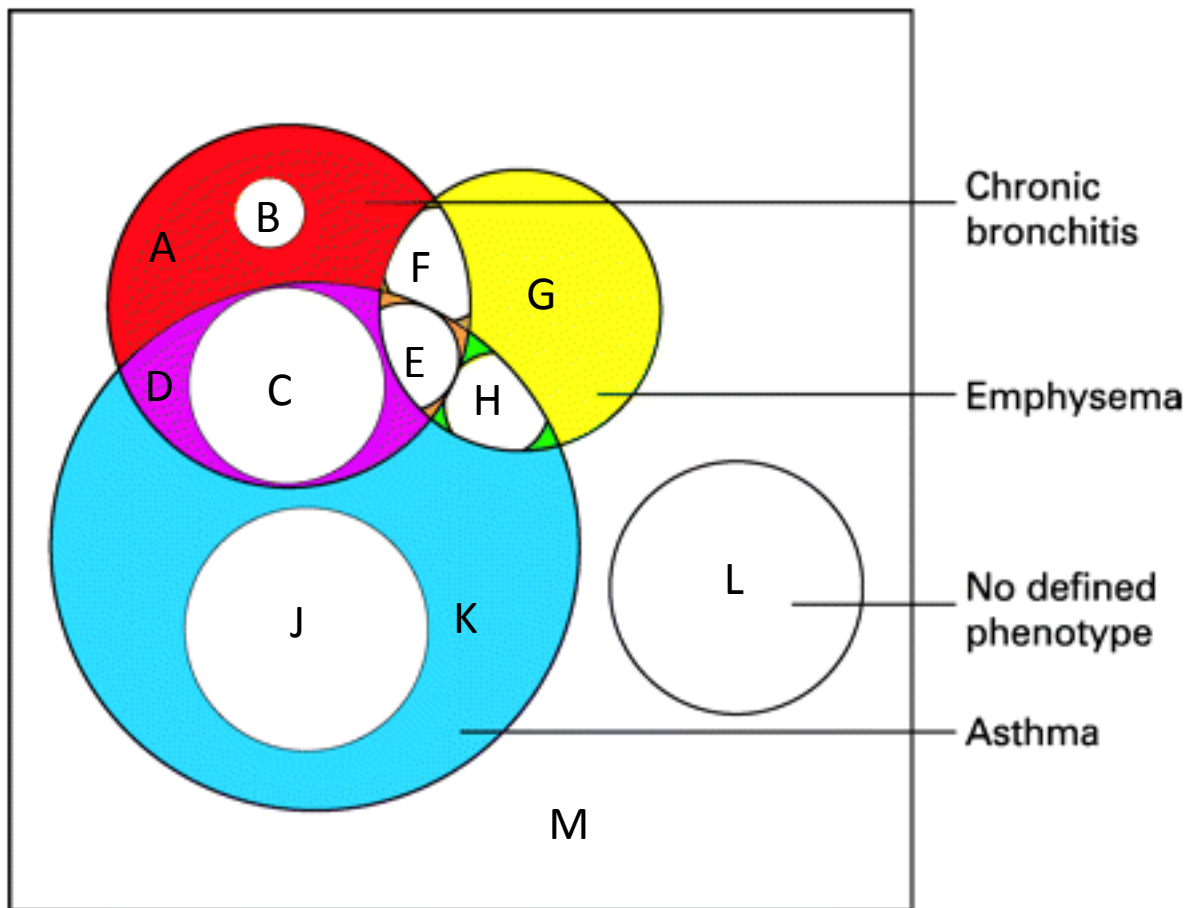 Chronic
bronchitis
B
A
F
G
E
D
C
H
Emphysema
L
No defined
phenotype
J
K
Asthma
M